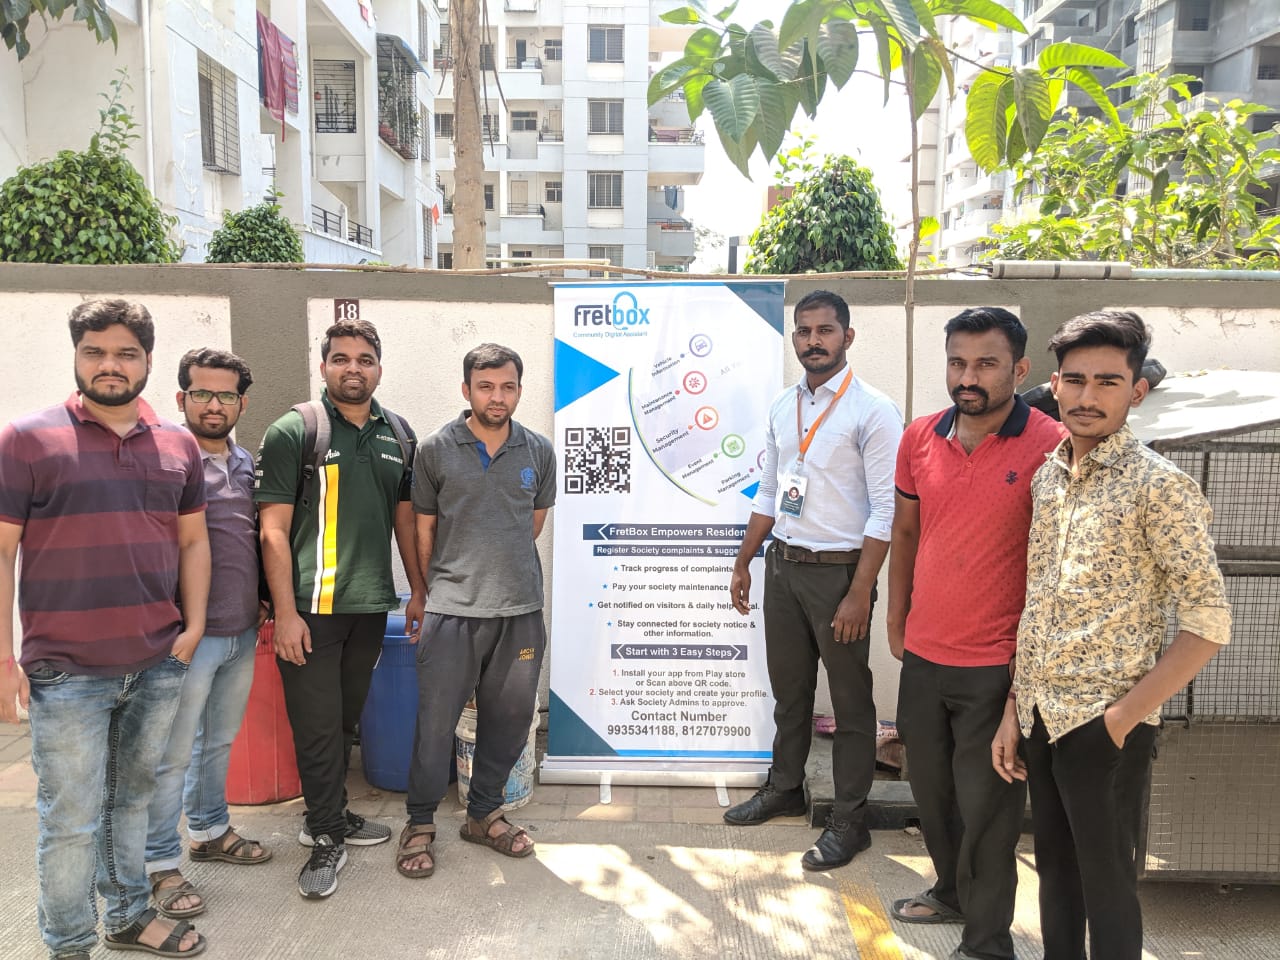 18
fretbox
Community Digital Assistant
Vehicle
Information
Maintenance
Management
Security
Management
Event
Management
Parking
Management
FretBox Empowers
Register Society complaints &
Track progress of complaints
Pay your society maintenance
Get notified on visitors & daily help
Stay connected for society notice &
other information.
Start with 3 Easy Steps
1. Install your app from Play store
or Scan above QR code.
2. Select your society and create your profile.
3. Ask Society Admins to approve.
Contact Number
9935341188, 8127079900
RENAULT
JACK &
JONES